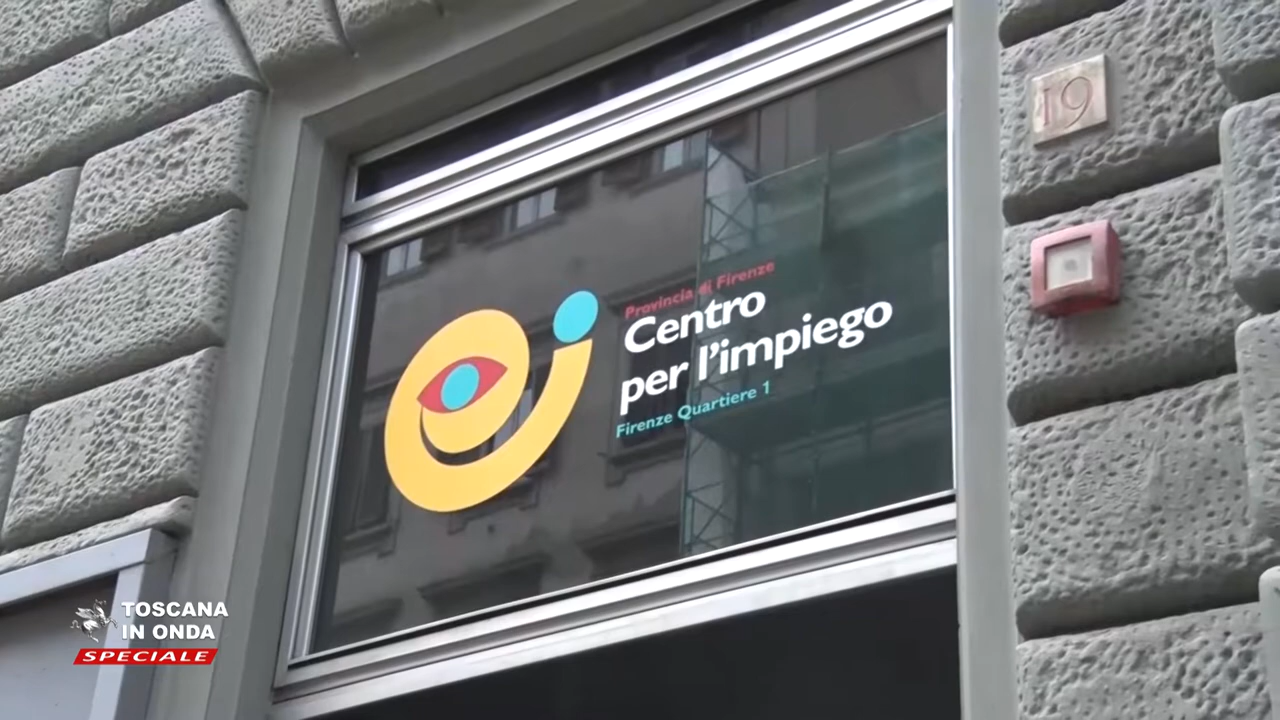 19
Provincia di Firenze
Centro
per l'impiego
Firenze Quartiere 1
TOSCANA
IN ONDA
SPECIALE